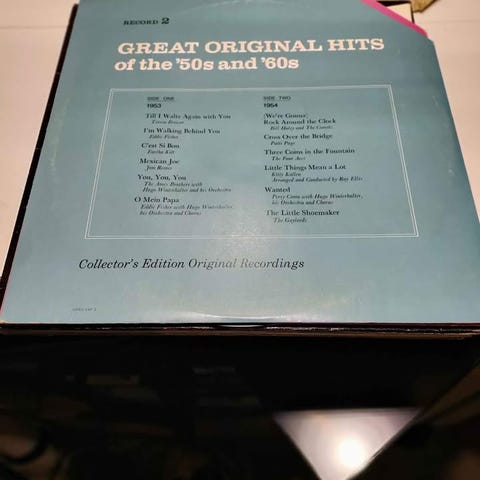 RECORD 2
GREAT ORIGINAL HITS
of the '50s and '60s
SIDE ONE
1953
Till I Waltz Again with You
Teresa Brewer
I'm Walking Behind You
Eddie Fisher
C'est Si Bon
Eartha Kitt
Mexican Joe
Jim Reeves
You, You, You
The Ames Brothers with
Hugo Winterhalter and his Orchestra
O Mein Papa
Eddie Fisher with Hugo Winterhalter,
his Orchestra and Chorus
SIDE TWO
1954
(We're Gonna)
Rock Around the Clock
Bill Haley and The Comets
Cross Over the Bridge
Patti Page
Three Coins in the Fountain
The Four Aces
Little Things Mean a Lot
Kitty Kallen
Arranged and Conducted by Ray Ellis
Wanted
Perry Como with Hugo Winterhalter,
his Orchestra and Chorus
The Little Shoemaker
The Gaylords
Collector's Edition Original Recordings